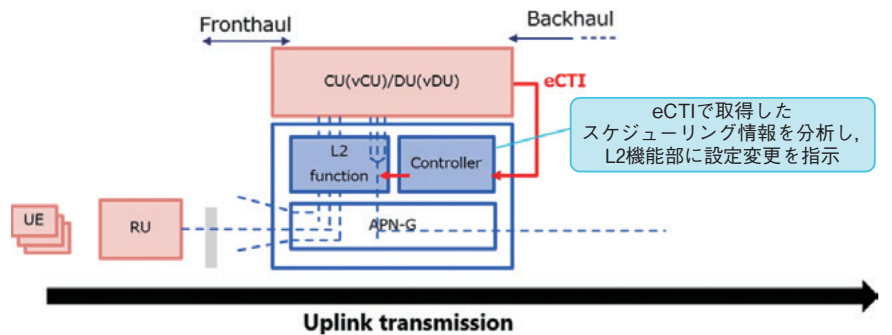 Fronthaul
Backhaul
CU(vCU)/DU(vDU)
eCTI
eCTIで取得した
スケジューリング情報を分析し,
L2機能部に設定変更を指示
L2
function
Controller
UE
RU
APN-G
Uplink transmission